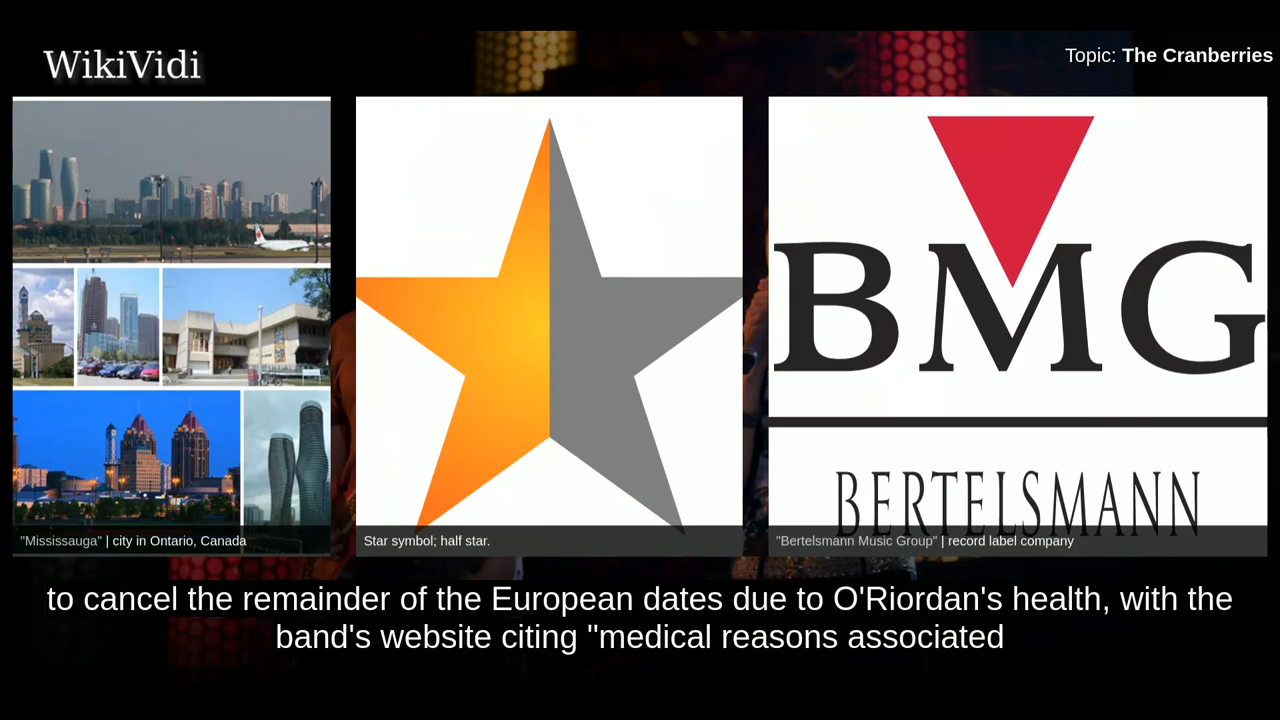 WikiVidi
Topic: The Cranberries
BMG
BERTELSMANN
"Mississauga" | city in Ontario, Canada
Star symbol; half star.
"Bertelsmann Music Group" | record label company
to cancel the remainder of the European dates due to O'Riordan's health, with the
band's website citing "medical reasons associated